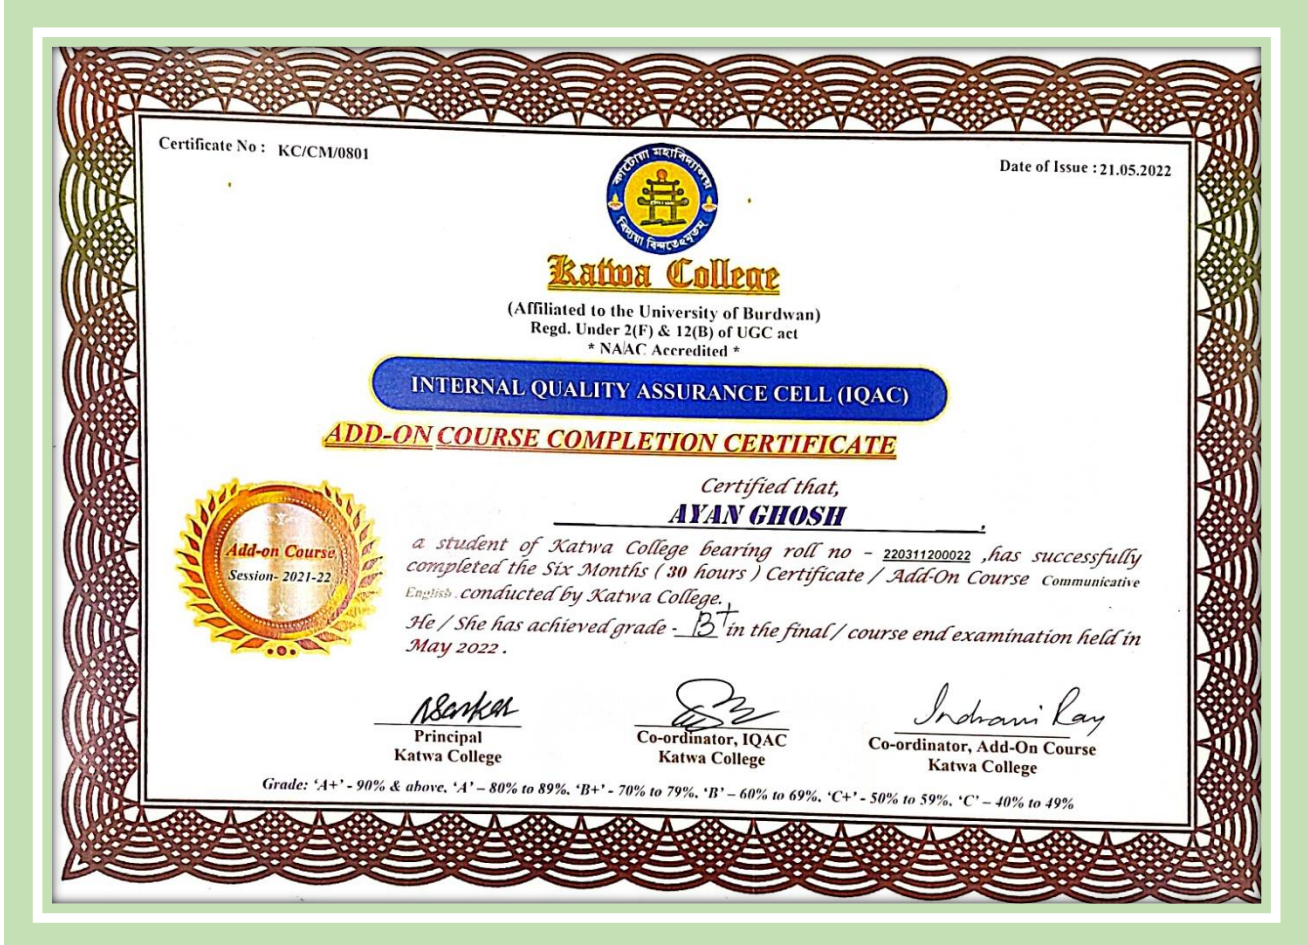 Certificate No : KC/CM/0801
Date of Issue : 21.05.2022
কাটোয়া মহাবিদ্যালয়
বিদ্যয়া বিন্দতেঽমৃতম্
Katwa College
(Affiliated to the University of Burdwan)
Regd. Under 2(F) & 12(B) of UGC act
* NAAC Accredited *
INTERNAL QUALITY ASSURANCE CELL (IQAC)
ADD-ON COURSE COMPLETION CERTIFICATE
Add-on Course
Session- 2021-22
Certified that,
AYAN GHOSH
a student of Katwa College bearing roll no - 220311200022 ,has successfully
completed the Six Months ( 30 hours ) Certificate / Add-On Course Communicative
English . conducted by Katwa College.
He / She has achieved grade - B+ in the final / course end examination held in
May 2022 .
Indrani Ray
Principal
Katwa College
Co-ordinator, IQAC
Katwa College
Co-ordinator, Add-On Course
Katwa College
Grade: ‘A+’ - 90% & above, ‘A’ – 80% to 89%, ‘B+’ - 70% to 79%, ‘B’ – 60% to 69%, ‘C+’ - 50% to 59%, ‘C’ – 40% to 49%